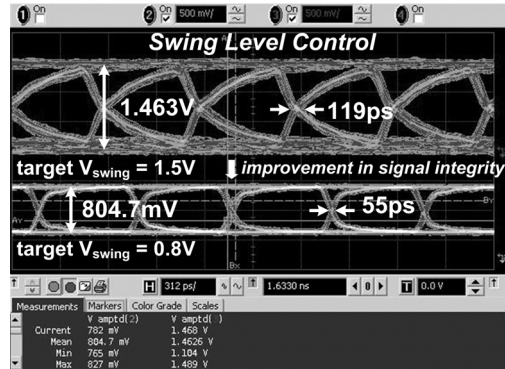 1 On 2 On 500 mV/ 3 On 500 mV/ 4 On
Swing Level Control
1.463V
119ps
target Vswing = 1.5V
improvement in signal integrity
804.7mV
55ps
target Vswing = 0.8V
H 312 ps/ 1.6330 ns 0 T 0.0 V
Measurements Markers Color Grade Scales
V amptd(2) V amptd( )
Current 782 mV 1.468 V
Mean 804.7 mV 1.4626 V
Min 765 mV 1.104 V
Max 827 mV 1.489 V